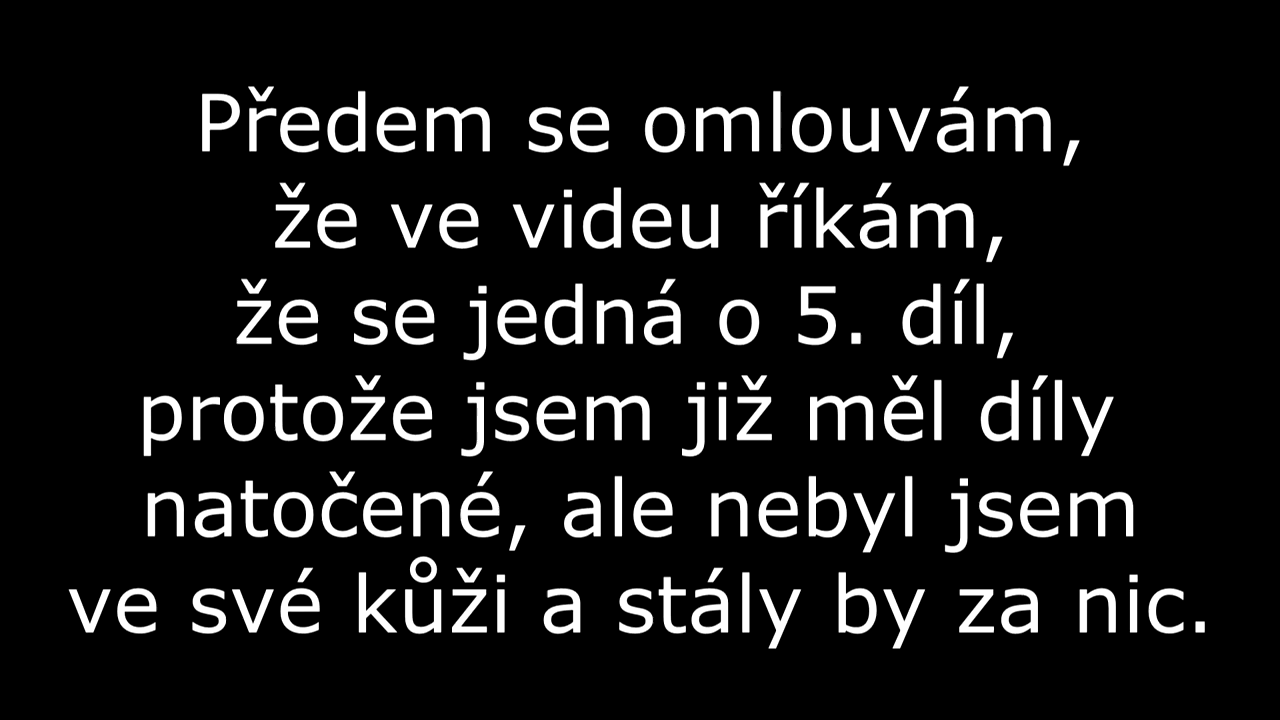 Předem se omlouvám,
že ve videu říkám,
že se jedná o 5. díl,
protože jsem již měl díly
natočené, ale nebyl jsem
ve své kůži a stály by za nic.